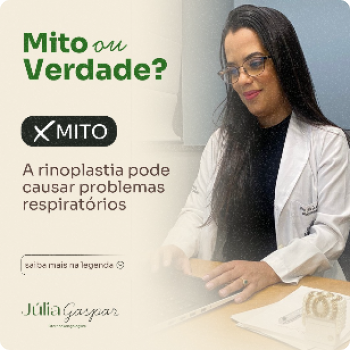 Mito ou
Verdade?
MITO
A rinoplastia pode
causar problemas
respiratórios
saiba mais na legenda
Júlia Gaspar